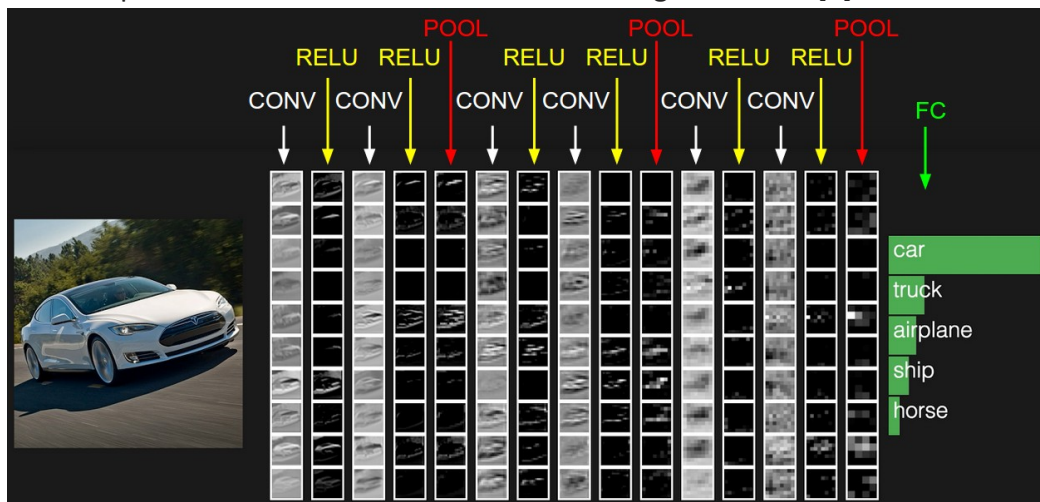 POOL POOL POOL
RELU RELU RELU RELU RELU RELU
CONV CONV CONV CONV CONV CONV
FC
car
truck
airplane
ship
horse